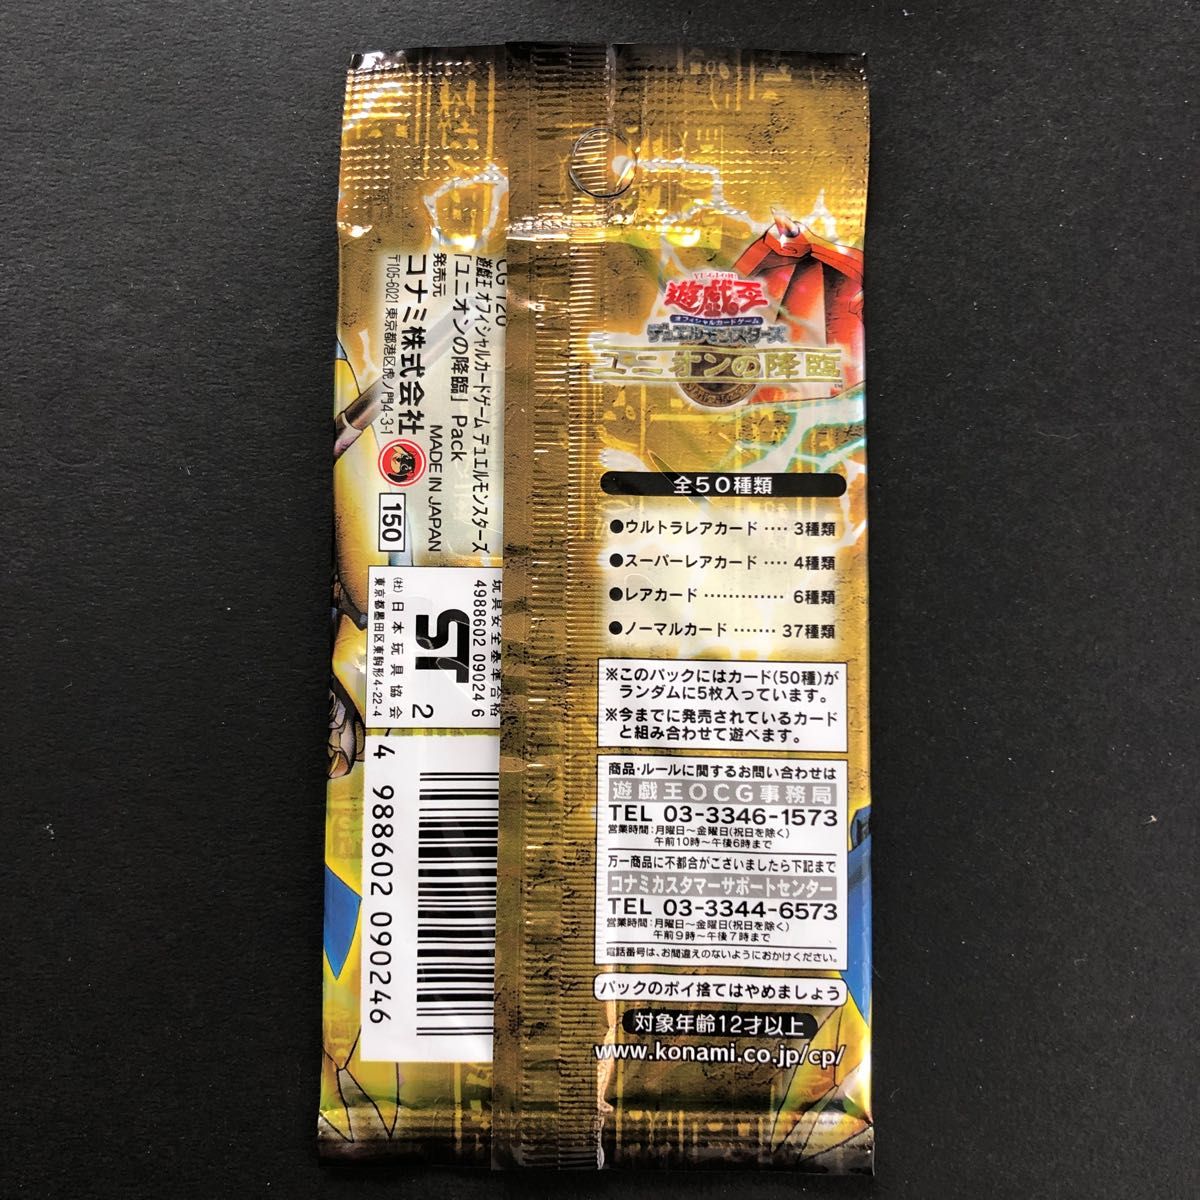 YU-GI-OH!
遊戯王
オフィシャルカードゲーム
デュエルモンスターズ
ユニオンの降臨
全50種類
●ウルトラレアカード ‥‥ 3種類
●スーパーレアカード ‥‥ 4種類
●レアカード ………… 6種類
●ノーマルカード ……‥ 37種類
※このパックにはカード(50種)が
ランダムに5枚入っています。
※今までに発売されているカード
と組み合わせて遊べます。
商品・ルールに関するお問い合わせは
遊戯王OCG事務局
TEL 03-3346-1573
営業時間：月曜日～金曜日(祝日を除く)
午前10時～午後6時まで
万一商品に不都合がございましたら下記まで
コナミカスタマーサポートセンター
TEL 03-3344-6573
営業時間：月曜日～金曜日(祝日を除く)
午前9時～午後7時まで
電話番号は、お間違えのないようにおかけください。
パックのポイ捨てはやめましょう
対象年齢12才以上
www.konami.co.jp/cp/
CG 126
遊戯王 オフィシャルカードゲーム デュエルモンスターズ
「ユニオンの降臨」 Pack
発売元 MADE IN JAPAN
コナミ株式会社
〒105-6021 東京都港区虎ノ門4-3-1
150
玩具安全基準合格
4988602 09024 6
ST 2
(社)日本玩具協会
東京都墨田区東駒形4-22-4
4 988602 090246